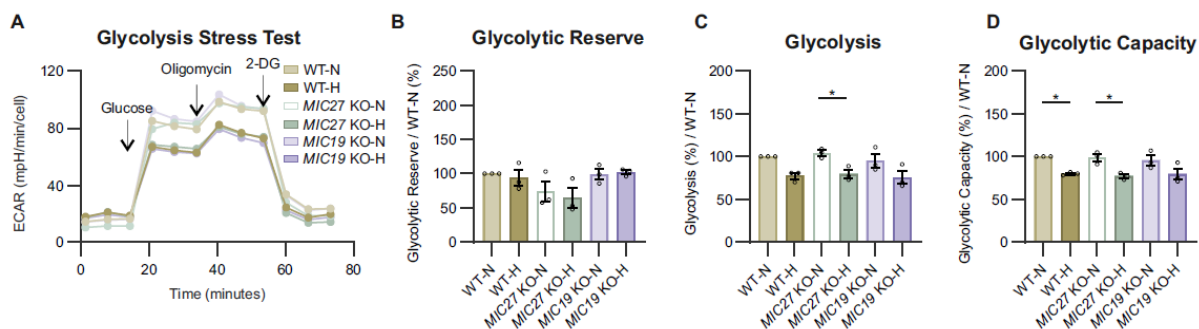 A
Glycolysis Stress Test
ECAR (mpH/min/cell)
120
80
40
0
0
20
40
60
80
Time (minutes)
Glucose
Oligomycin
2-DG
WT-N
WT-H
MIC27 KO-N
MIC27 KO-H
MIC19 KO-N
MIC19 KO-H
B
Glycolytic Reserve
Glycolytic Reserve / WT-N (%)
250
200
150
100
50
0
WT-N
WT-H
MIC27 KO-N
MIC27 KO-H
MIC19 KO-N
MIC19 KO-H
C
Glycolysis
Glycolysis (%) / WT-N
200
150
100
50
0
*
WT-N
WT-H
MIC27 KO-N
MIC27 KO-H
MIC19 KO-N
MIC19 KO-H
D
Glycolytic Capacity
Glycolytic Capacity (%) / WT-N
200
150
100
50
0
*
*
WT-N
WT-H
MIC27 KO-N
MIC27 KO-H
MIC19 KO-N
MIC19 KO-H